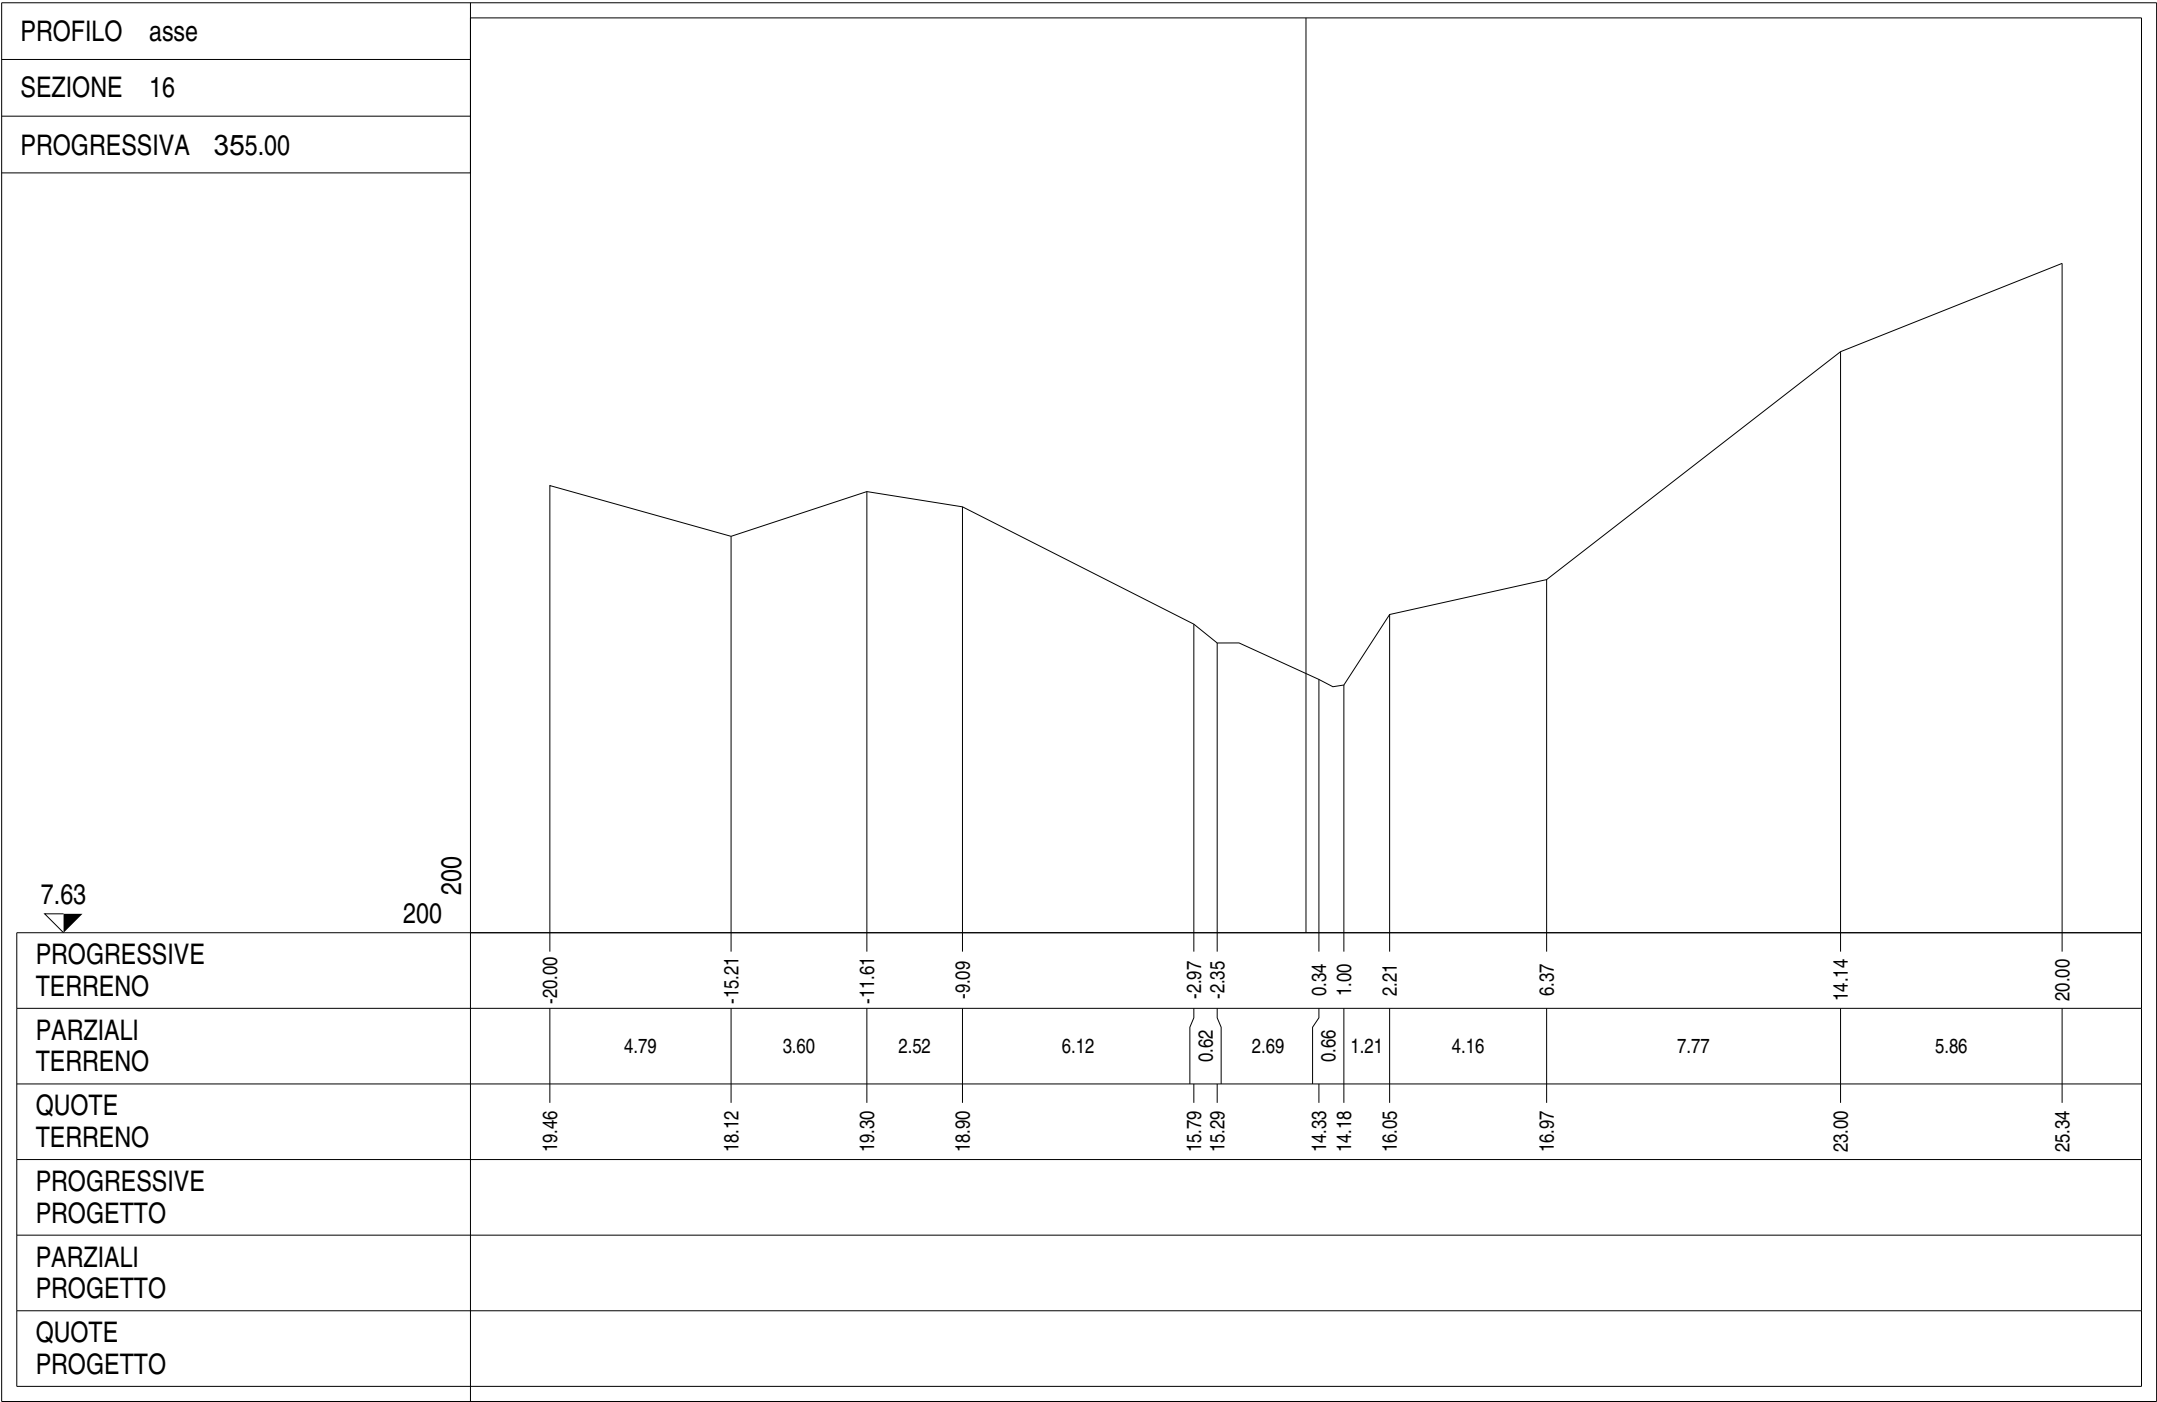 PROFILO asse
SEZIONE 16
PROGRESSIVA 355.00
200
7.63
200
PROGRESSIVE
TERRENO
-20.00 -15.21 -11.61 -9.09 -2.97 -2.35 0.34 1.00 2.21 6.37 14.14 20.00
PARZIALI
TERRENO
4.79 3.60 2.52 6.12 0.62 2.69 0.66 1.21 4.16 7.77 5.86
QUOTE
TERRENO
19.46 18.12 19.30 18.90 15.79 15.29 14.33 14.18 16.05 16.97 23.00 25.34
PROGRESSIVE
PROGETTO
PARZIALI
PROGETTO
QUOTE
PROGETTO